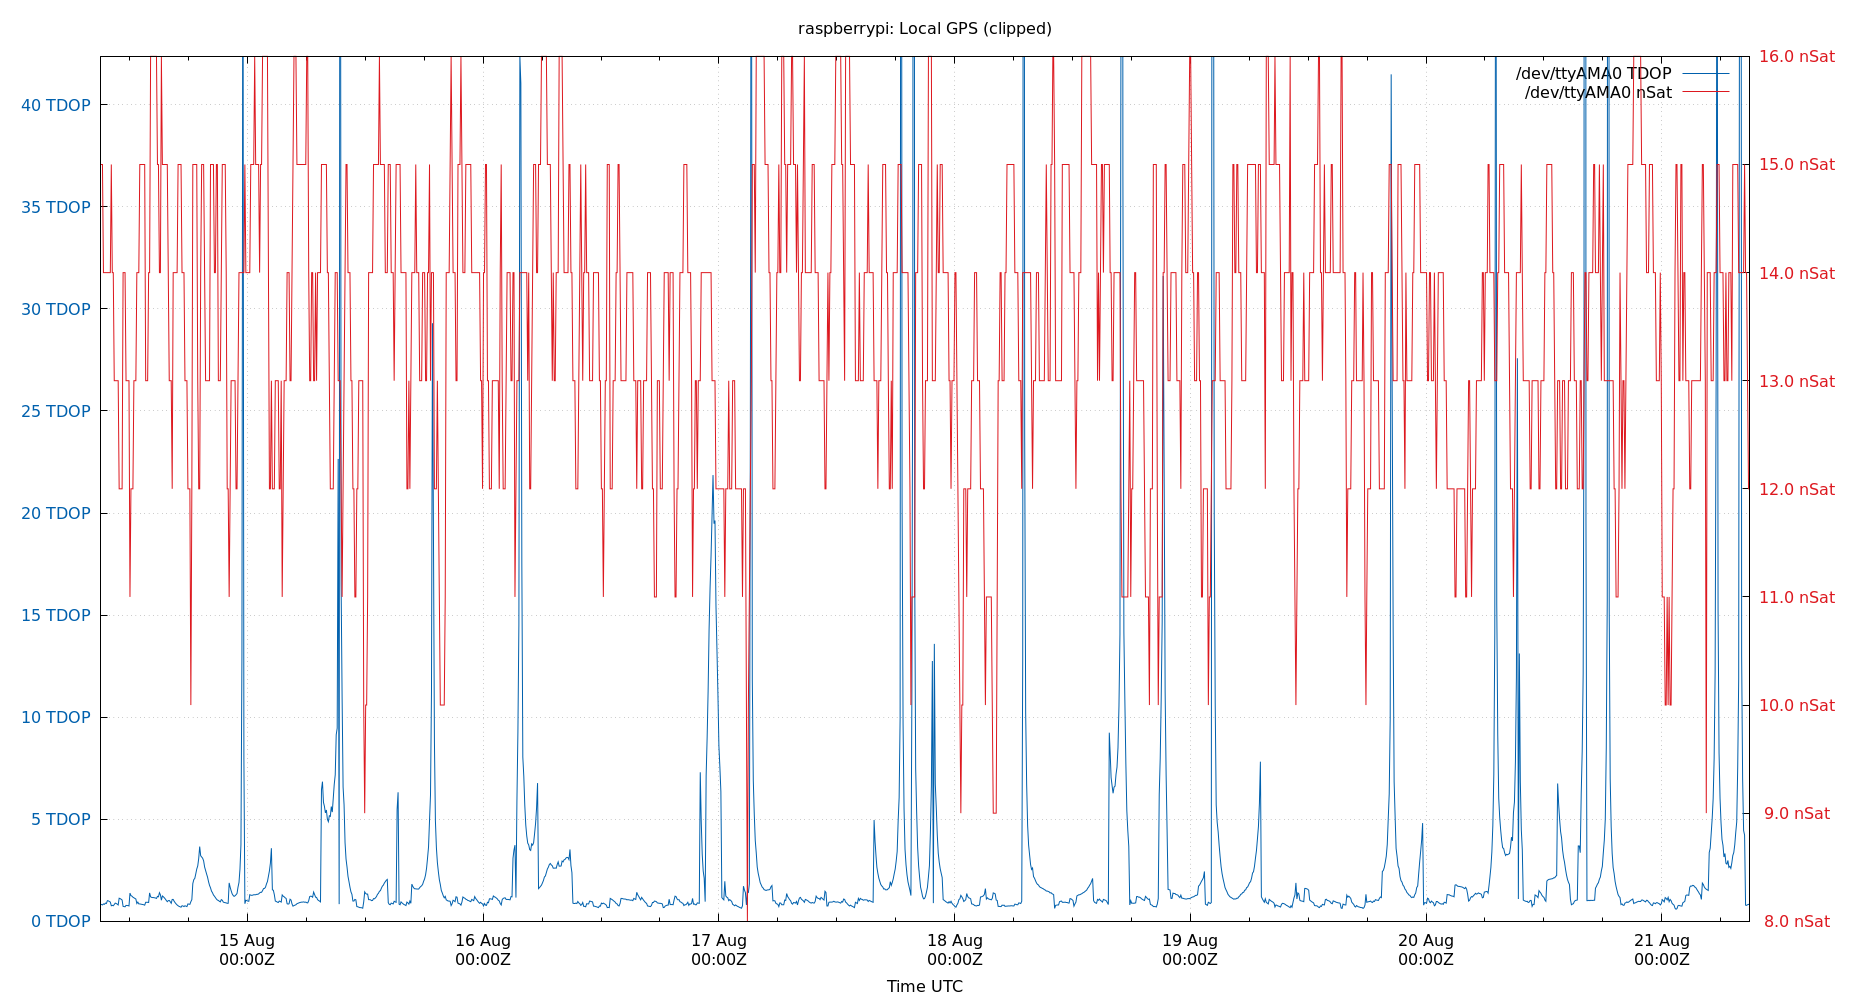 raspberrypi: Local GPS (clipped)
/dev/ttyAMA0 TDOP
/dev/ttyAMA0 nSat
40 TDOP
35 TDOP
30 TDOP
25 TDOP
20 TDOP
15 TDOP
10 TDOP
5 TDOP
0 TDOP
16.0 nSat
15.0 nSat
14.0 nSat
13.0 nSat
12.0 nSat
11.0 nSat
10.0 nSat
9.0 nSat
8.0 nSat
15 Aug
00:00Z
16 Aug
00:00Z
17 Aug
00:00Z
18 Aug
00:00Z
19 Aug
00:00Z
20 Aug
00:00Z
21 Aug
00:00Z
Time UTC